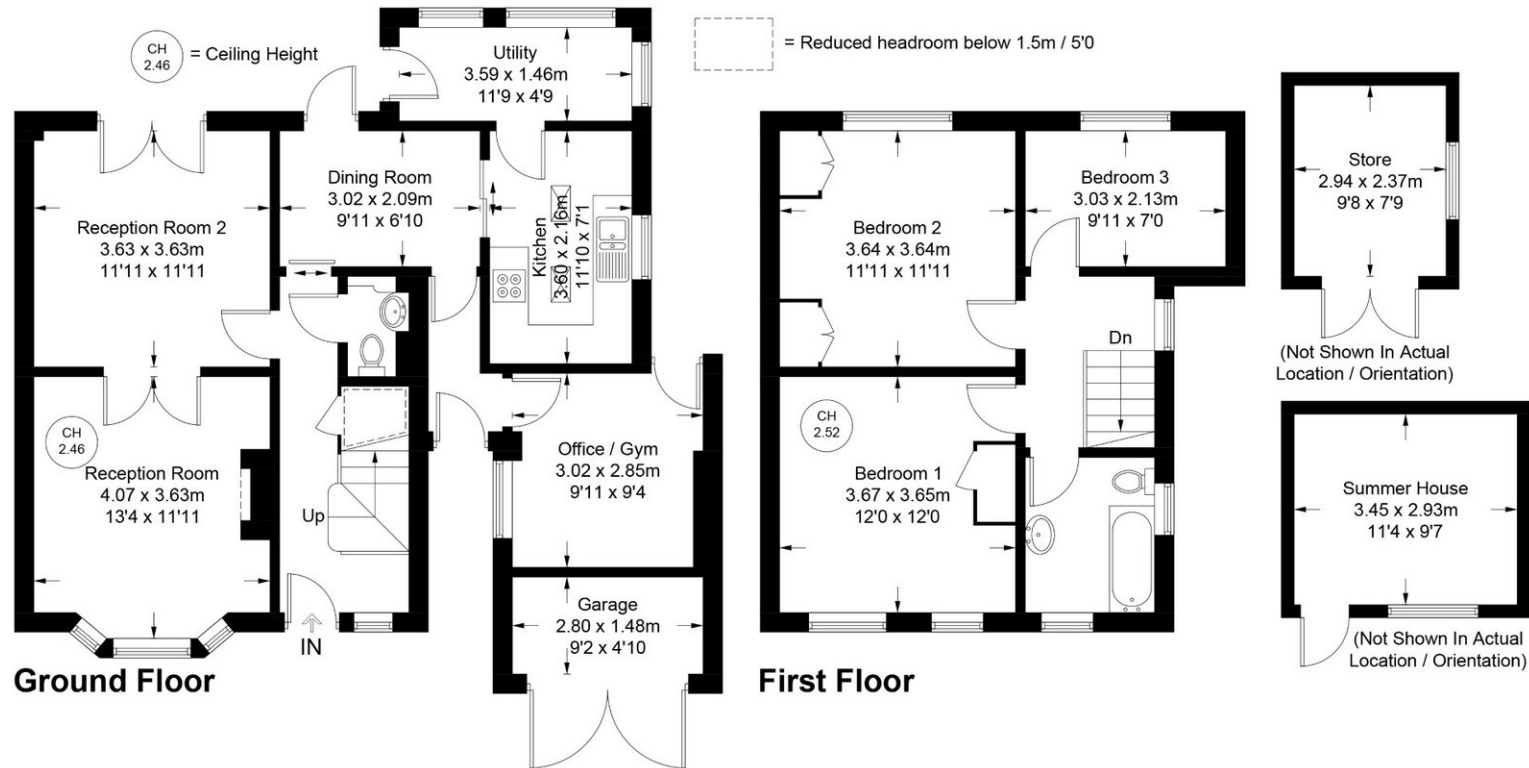 CH
2.46
= Ceiling Height
= Reduced headroom below 1.5m / 5'0
Utility
3.59 x 1.46m
11'9 x 4'9
Dining Room
3.02 x 2.09m
9'11 x 6'10
Kitchen
3.60 x 2.16m
11'10 x 7'1
Reception Room 2
3.63 x 3.63m
11'11 x 11'11
CH
2.46
Reception Room
4.07 x 3.63m
13'4 x 11'11
Up
Office / Gym
3.02 x 2.85m
9'11 x 9'4
Garage
2.80 x 1.48m
9'2 x 4'10
IN
Ground Floor
Bedroom 2
3.64 x 3.64m
11'11 x 11'11
Bedroom 3
3.03 x 2.13m
9'11 x 7'0
Dn
CH
2.52
Bedroom 1
3.67 x 3.65m
12'0 x 12'0
First Floor
Store
2.94 x 2.37m
9'8 x 7'9
(Not Shown In Actual
Location / Orientation)
Summer House
3.45 x 2.93m
11'4 x 9'7
(Not Shown In Actual
Location / Orientation)